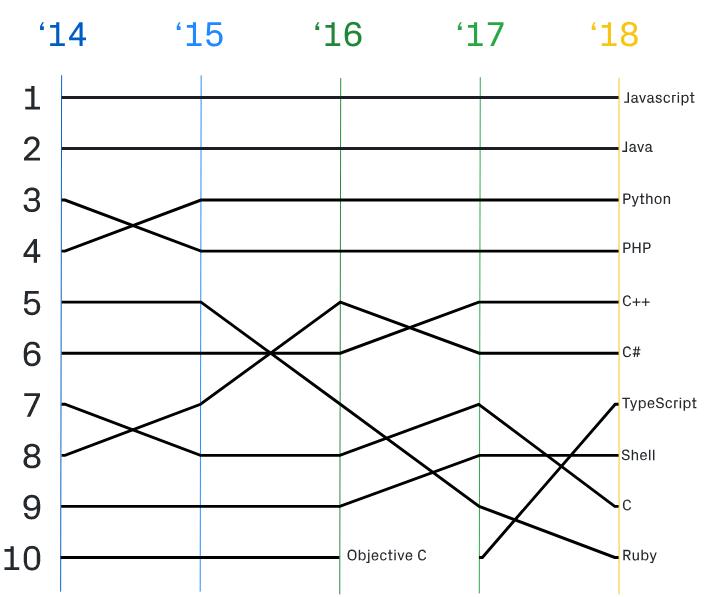 ‘14 ‘15 ‘16 ‘17 ‘18
1 Javascript
2 Java
3 Python
4 PHP
5 C++
6 C#
7 TypeScript
8 Shell
9 C
10 Objective C Ruby